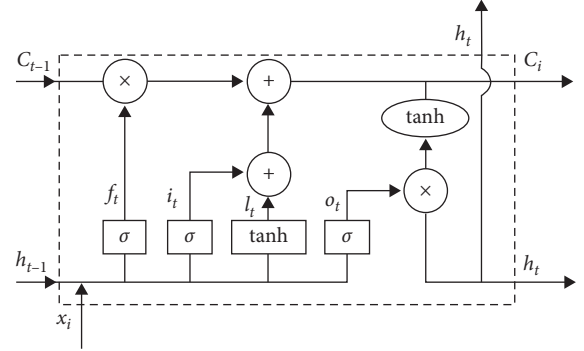 h_t
C_{t–1}
C_i
×
+
tanh
+
×
f_t
i_t
l_t
o_t
σ
σ
tanh
σ
h_{t–1}
h_t
x_i